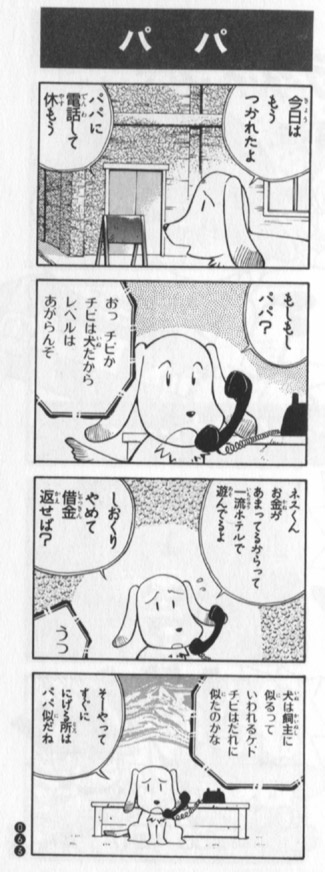 パパ
今日は
もう
つかれたよ
パパに
電話して
休もう
もしもし
パパ?
おっ チビか
チビは犬だから
レベルは
あがらんぞ
ネスくん
お金が
あまってるからって
一流ホテルで
遊んでるよ
しおくり
やめて
借金
返せば?
うっ
犬は飼主に
似るって
いわれるケド
チビはだれに
似たのかな
そーやって
すぐに
にげる所は
パパ似だね
063